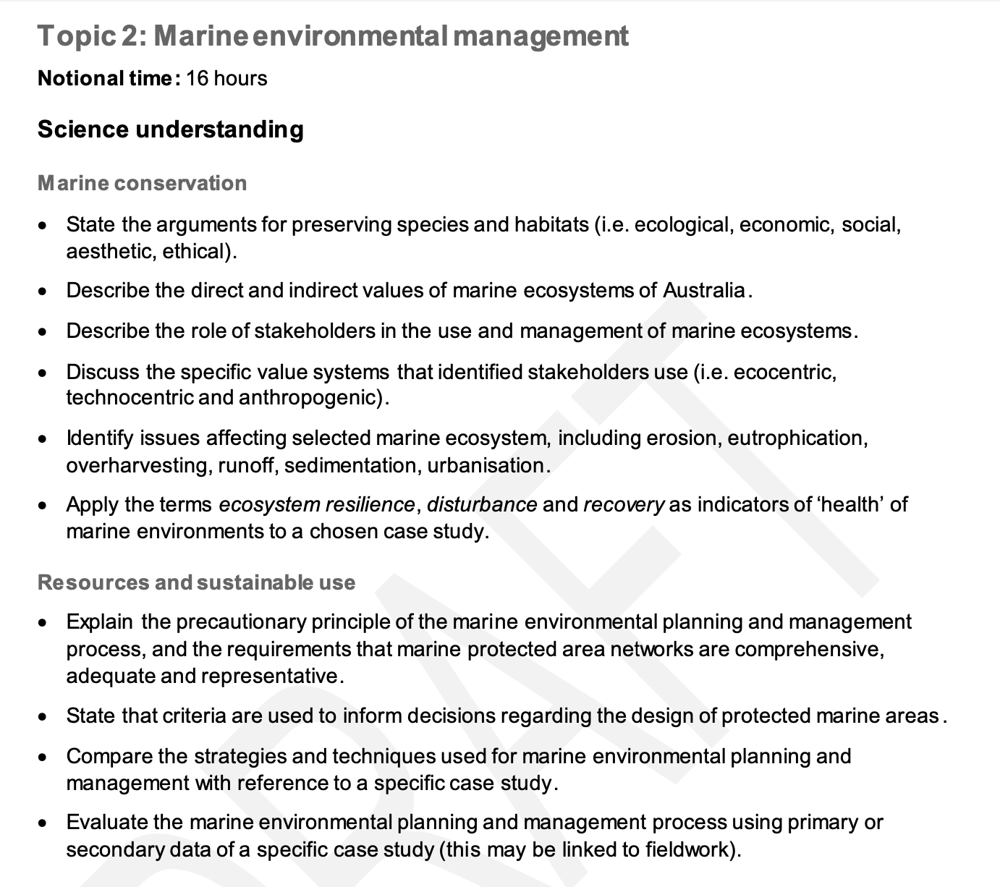 Topic 2: Marine environmental management
Notional time: 16 hours
Science understanding
Marine conservation
• State the arguments for preserving species and habitats (i.e. ecological, economic, social,
aesthetic, ethical).
• Describe the direct and indirect values of marine ecosystems of Australia.
• Describe the role of stakeholders in the use and management of marine ecosystems.
• Discuss the specific value systems that identified stakeholders use (i.e. ecocentric,
technocentric and anthropogenic).
• Identify issues affecting selected marine ecosystem, including erosion, eutrophication,
overharvesting, runoff, sedimentation, urbanisation.
• Apply the terms ecosystem resilience, disturbance and recovery as indicators of ‘health’ of
marine environments to a chosen case study.
Resources and sustainable use
• Explain the precautionary principle of the marine environmental planning and management
process, and the requirements that marine protected area networks are comprehensive,
adequate and representative.
• State that criteria are used to inform decisions regarding the design of protected marine areas.
• Compare the strategies and techniques used for marine environmental planning and
management with reference to a specific case study.
• Evaluate the marine environmental planning and management process using primary or
secondary data of a specific case study (this may be linked to fieldwork).
DRAFT